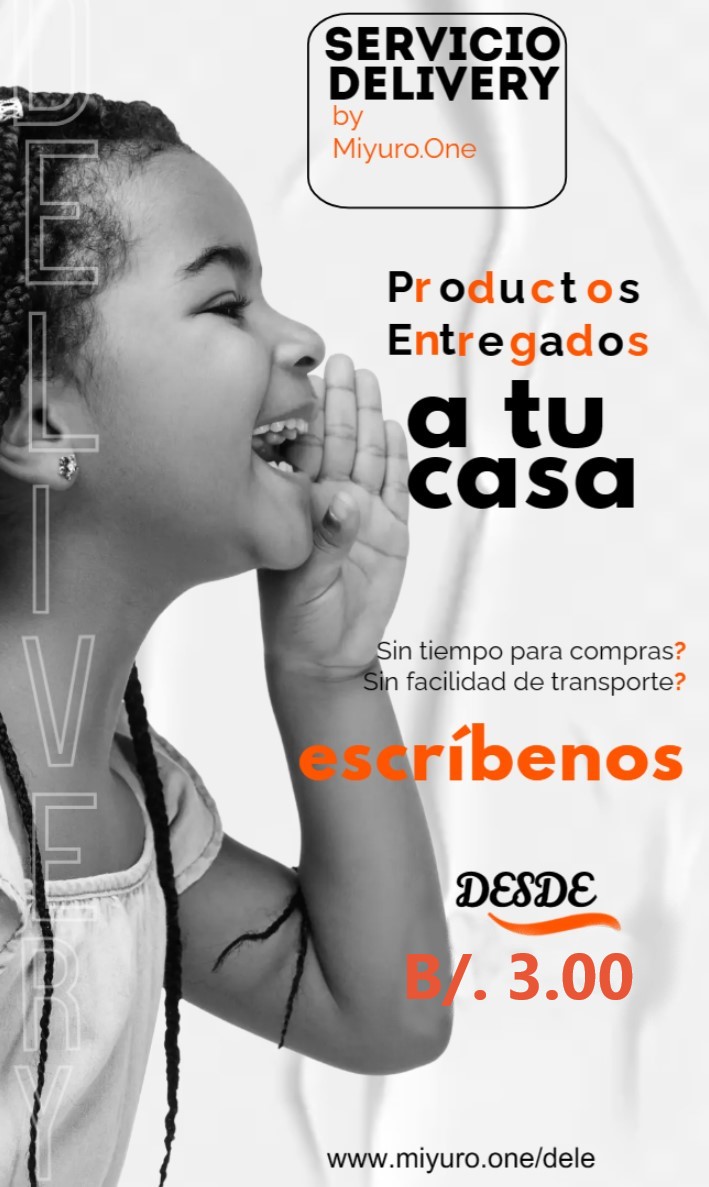 DELIVERY
SERVICIO
DELIVERY
by
Miyuro.One
Productos
Entregados
a tu
casa
Sin tiempo para compras?
Sin facilidad de transporte?
escríbenos
DESDE
B/. 3.00
www.miyuro.one/dele